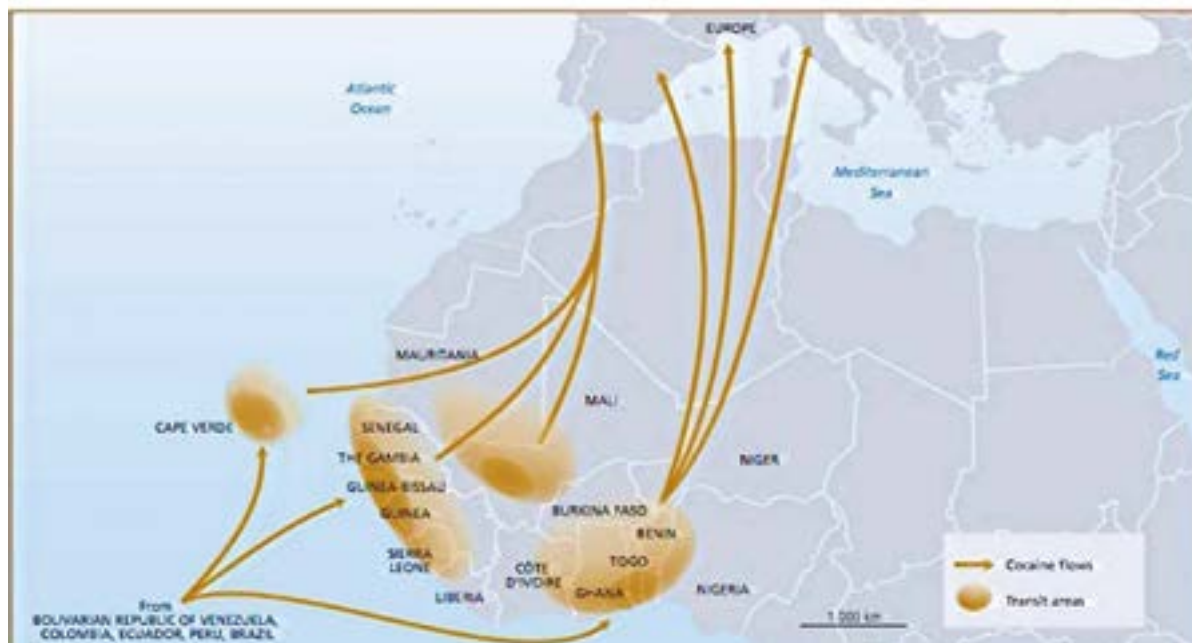 EUROPE
Atlantic
Ocean
Mediterranean
Sea
Red
Sea
MAURITANIA
MALI
CAPE VERDE
SENEGAL
THE GAMBIA
NIGER
GUINEA-BISSAU
BURKINA FASO
GUINEA
BENIN
SIERRA
LEONE
TOGO
CÔTE
D'IVOIRE
GHANA
NIGERIA
LIBERIA
Cocaine flows
Transit areas
1 000 km
From
BOLIVARIAN REPUBLIC OF VENEZUELA,
COLOMBIA, ECUADOR, PERU, BRAZIL